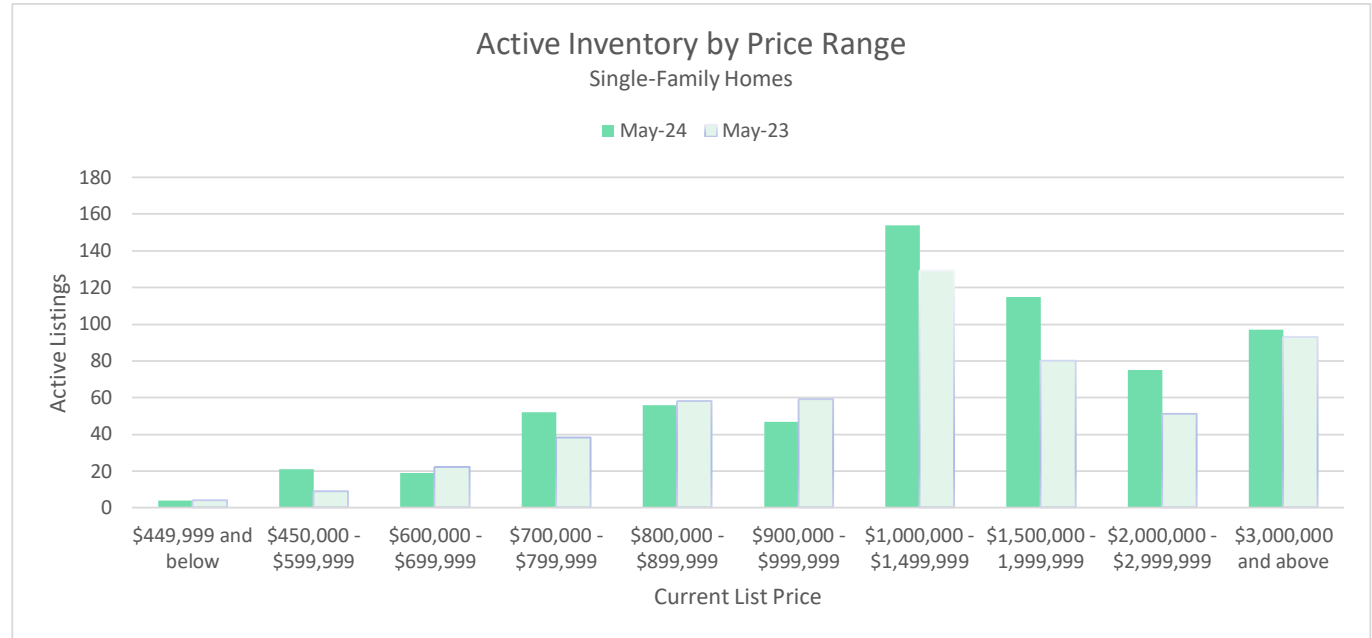 Active Inventory by Price Range
Single-Family Homes
May-24 May-23
180
160
140
120
100
80
60
40
20
0
Active Listings
$449,999 and below
$450,000 - $599,999
$600,000 - $699,999
$700,000 - $799,999
$800,000 - $899,999
$900,000 - $999,999
$1,000,000 - $1,499,999
$1,500,000 - 1,999,999
$2,000,000 - $2,999,999
$3,000,000 and above
Current List Price